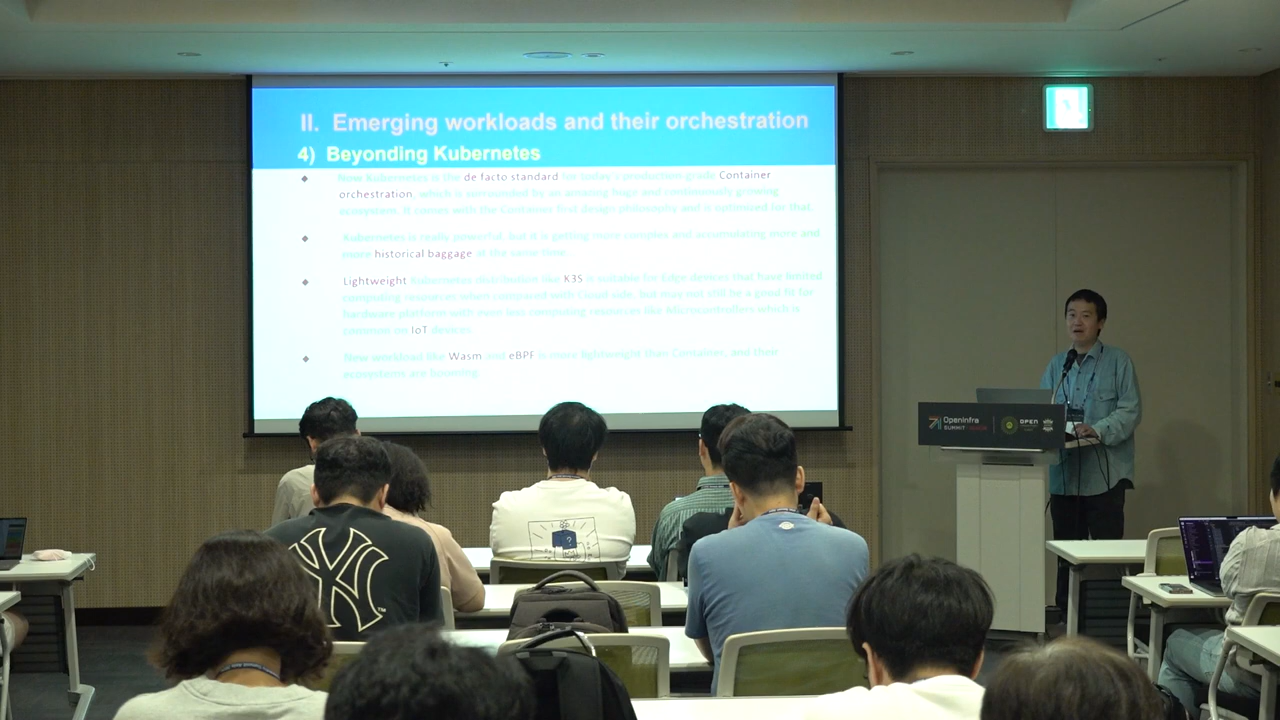 II. Emerging workloads and their orchestration
4) Beyonding Kubernetes
❖ Now Kubernetes is the de facto standard for today's production-grade Container
orchestration, which is surrounded by an amazing huge and continuously growing
ecosystem. It comes with the Container first design philosophy and is optimized for that.
❖ Kubernetes is really powerful, but it is getting more complex and accumulating more and
more historical baggage at the same time.
❖ Lightweight Kubernetes distribution like K3S is suitable for Edge devices that have limited
computing resources when compared with Cloud side, but may not still be a good fit for
hardware platform with even less computing resources like Microcontrollers which is
common on IoT devices.
❖ New workload like Wasm and eBPF is more lightweight than Container, and their
ecosystems are booming.
OpenInfra
SUMMIT
OPEN
NY
TM
?